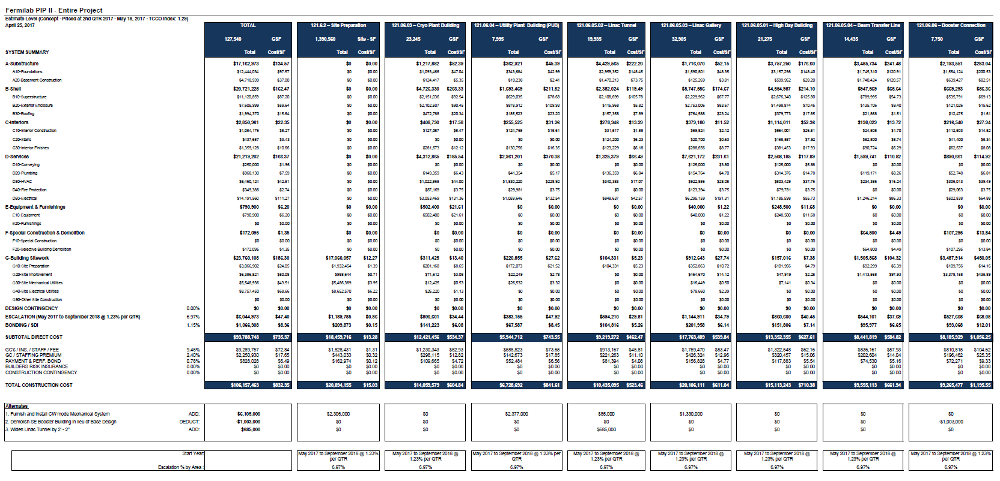 Fermilab PIP II - Entire Project
Estimate Level (Concept - Priced at 2nd QTR 2017 - May 18, 2017 - TCCO Index: 1.29)
April 25, 2017 TOTAL 121.6.2 – Site Preparation 121.06.03 – Cryo Plant Building 121.06.04 – Utility Plant Building (PUB) 121.06.05.02 – Linac Tunnel 121.06.05.03 – Linac Gallery 121.06.05.01 – High Bay Building 121.06.05.04 – Beam Transfer Line 121.06.06 – Booster Connection
127,540 GSF 1,390,560 Site - SF 23,245 GSF 7,995 GSF 19,935 GSF 32,905 GSF 21,275 GSF 14,435 GSF 7,750 GSF
SYSTEM SUMMARY Total Cost/SF Total Cost/SF Total Cost/SF Total Cost/SF Total Cost/SF Total Cost/SF Total Cost/SF Total Cost/SF Total Cost/SF
A-Substructure $17,162,973 $134.57 $0 $0.00 $1,217,882 $52.39 $362,921 $45.39 $4,429,565 $222.20 $1,716,070 $52.15 $3,757,250 $176.60 $3,485,734 $241.48 $2,193,551 $283.04
A10-Foundations $12,444,034 $97.57 $0 $0.00 $1,093,466 $47.04 $343,684 $42.99 $2,959,352 $148.45 $1,590,801 $48.35 $3,157,298 $148.40 $1,745,310 $120.91 $1,554,124 $200.53
A20-Basement Construction $4,718,939 $37.00 $0 $0.00 $124,417 $5.35 $19,238 $2.41 $1,470,213 $73.75 $125,269 $3.81 $599,952 $28.20 $1,740,424 $120.57 $639,427 $82.51
B-Shell $20,721,228 $162.47 $0 $0.00 $4,726,330 $203.33 $1,693,469 $211.82 $2,382,024 $119.49 $5,747,556 $174.67 $4,554,987 $214.10 $947,569 $65.64 $669,293 $86.36
B10-Superstructure $11,120,859 $87.20 $0 $0.00 $2,151,036 $92.54 $629,035 $78.68 $2,108,699 $105.78 $2,229,962 $67.77 $2,676,340 $125.80 $789,995 $54.73 $535,791 $69.13
B20-Exterior Enclosure $7,605,999 $59.64 $0 $0.00 $2,102,507 $90.45 $878,912 $109.93 $115,968 $5.82 $2,753,006 $83.67 $1,498,874 $70.45 $135,706 $9.40 $121,026 $15.62
B30-Roofing $1,994,370 $15.64 $0 $0.00 $472,788 $20.34 $185,523 $23.20 $157,358 $7.89 $764,588 $23.24 $379,773 $17.85 $21,868 $1.51 $12,475 $1.61
C-Interiors $2,850,961 $22.35 $0 $0.00 $408,730 $17.58 $255,525 $31.96 $278,946 $13.99 $379,180 $11.52 $1,114,011 $52.36 $198,029 $13.72 $216,540 $27.94
C10-Interior Construction $1,054,176 $8.27 $0 $0.00 $127,057 $5.47 $124,769 $15.61 $31,517 $1.58 $69,824 $2.12 $564,001 $26.51 $24,505 $1.70 $112,503 $14.52
C20-Stairs $437,657 $3.43 $0 $0.00 $0 $0.00 $0 $0.00 $124,200 $6.23 $20,700 $0.63 $168,557 $7.92 $82,800 $5.74 $41,400 $5.34
C30-Interior Finishes $1,359,128 $10.66 $0 $0.00 $281,673 $12.12 $130,756 $16.35 $123,229 $6.18 $288,656 $8.77 $381,453 $17.93 $90,724 $6.29 $62,637 $8.08
D-Services $21,219,202 $166.37 $0 $0.00 $4,312,865 $185.54 $2,961,201 $370.38 $1,325,379 $66.49 $7,621,172 $231.61 $2,508,185 $117.89 $1,599,741 $110.82 $890,661 $114.92
D10-Conveying $250,000 $1.96 $0 $0.00 $0 $0.00 $0 $0.00 $0 $0.00 $125,000 $3.80 $125,000 $5.88 $0 $0.00 $0 $0.00
D20-Plumbing $968,130 $7.59 $0 $0.00 $149,359 $6.43 $41,354 $5.17 $136,359 $6.84 $154,764 $4.70 $314,376 $14.78 $119,171 $8.26 $52,748 $6.81
D30-HVAC $5,460,124 $42.81 $0 $0.00 $1,022,868 $44.00 $1,830,220 $228.92 $340,383 $17.07 $922,856 $28.05 $803,429 $37.76 $234,356 $16.24 $306,013 $39.49
D40-Fire Protection $349,388 $2.74 $0 $0.00 $87,169 $3.75 $29,981 $3.75 $0 $0.00 $123,394 $3.75 $79,781 $3.75 $0 $0.00 $29,063 $3.75
D50-Electrical $14,191,560 $111.27 $0 $0.00 $3,053,469 $131.36 $1,059,646 $132.54 $848,637 $42.57 $6,295,159 $191.31 $1,185,598 $55.73 $1,246,214 $86.33 $502,838 $64.88
E-Equipment & Furnishings $790,900 $6.20 $0 $0.00 $502,400 $21.61 $0 $0.00 $0 $0.00 $40,000 $1.22 $248,500 $11.68 $0 $0.00 $0 $0.00
E10-Equipment $790,900 $6.20 $0 $0.00 $502,400 $21.61 $0 $0.00 $0 $0.00 $40,000 $1.22 $248,500 $11.68 $0 $0.00 $0 $0.00
E20-Furnishings $0 $0.00 $0 $0.00 $0 $0.00 $0 $0.00 $0 $0.00 $0 $0.00 $0 $0.00 $0 $0.00 $0 $0.00
F-Special Construction & Demolition $172,095 $1.35 $0 $0.00 $0 $0.00 $0 $0.00 $0 $0.00 $0 $0.00 $0 $0.00 $64,800 $4.49 $107,295 $13.84
F10-Special Construction $0 $0.00 $0 $0.00 $0 $0.00 $0 $0.00 $0 $0.00 $0 $0.00 $0 $0.00 $0 $0.00 $0 $0.00
F20-Selective Building Demolition $172,095 $1.35 $0 $0.00 $0 $0.00 $0 $0.00 $0 $0.00 $0 $0.00 $0 $0.00 $64,800 $4.49 $107,295 $13.84
G-Building Sitework $23,760,108 $186.30 $17,060,057 $12.27 $311,425 $13.40 $220,855 $27.62 $104,331 $5.23 $912,643 $27.74 $157,016 $7.38 $1,505,868 $104.32 $3,487,914 $450.05
G10-Site Preparation $3,066,902 $24.05 $1,932,454 $1.39 $201,168 $8.65 $172,073 $21.52 $104,331 $5.23 $352,863 $10.72 $101,956 $4.79 $92,299 $6.39 $109,756 $14.16
G20-Site Improvement $6,386,821 $50.08 $988,644 $0.71 $71,612 $3.08 $22,249 $2.78 $0 $0.00 $464,670 $14.12 $47,919 $2.25 $1,413,568 $97.93 $3,378,158 $435.89
G30-Site Mechanical Utilities $5,548,936 $43.51 $5,486,389 $3.95 $12,425 $0.53 $26,532 $3.32 $0 $0.00 $16,449 $0.50 $7,141 $0.34 $0 $0.00 $0 $0.00
G40-Site Electrical Utilities $8,757,450 $68.66 $8,652,570 $6.22 $26,220 $1.13 $0 $0.00 $0 $0.00 $78,660 $2.39 $0 $0.00 $0 $0.00 $0 $0.00
G90-Other Site Construction $0 $0.00 $0 $0.00 $0 $0.00 $0 $0.00 $0 $0.00 $0 $0.00 $0 $0.00 $0 $0.00 $0 $0.00
DESIGN CONTINGENCY 0.00% $0 $0.00 $0 $0.00 $0 $0.00 $0 $0.00 $0 $0.00 $0 $0.00 $0 $0.00 $0 $0.00 $0 $0.00
ESCALATION (May 2017 to September 2018 @ 1.23% per QTR) 6.97% $6,044,973 $47.40 $1,189,785 $0.86 $800,601 $34.44 $383,155 $47.92 $594,210 $29.81 $1,144,911 $34.79 $860,600 $40.45 $544,101 $37.69 $527,608 $68.08
BONDING / SDI 1.15% $1,066,308 $8.36 $209,873 $0.15 $141,223 $6.08 $67,587 $8.45 $104,816 $5.26 $201,958 $6.14 $151,806 $7.14 $95,977 $6.65 $93,068 $12.01
SUBTOTAL DIRECT COST $93,788,748 $735.37 $18,459,716 $13.28 $12,421,456 $534.37 $5,944,712 $743.55 $9,219,272 $462.47 $17,763,489 $539.84 $13,352,355 $627.61 $8,441,819 $584.82 $8,185,929 $1,056.25
GC's / INS. / STAFF / FEE 9.45% $9,289,757 $72.84 $1,828,431 $1.31 $1,230,343 $52.93 $588,823 $73.65 $913,167 $45.81 $1,759,470 $53.47 $1,322,548 $62.16 $836,161 $57.93 $810,815 $104.62
GC / STAFFING PREMIUM 2.40% $2,250,930 $17.65 $443,033 $0.32 $298,115 $12.82 $142,673 $17.85 $221,263 $11.10 $426,324 $12.96 $320,457 $15.06 $202,604 $14.04 $196,462 $25.35
PAYMENT & PERF. BOND 0.78% $828,028 $6.49 $162,974 $0.12 $109,665 $4.72 $52,484 $6.56 $81,394 $4.08 $156,828 $4.77 $117,883 $5.54 $74,530 $5.16 $72,271 $9.33
BUILDERS RISK INSURANCE 0.00% $0 $0.00 $0 $0.00 $0 $0.00 $0 $0.00 $0 $0.00 $0 $0.00 $0 $0.00 $0 $0.00 $0 $0.00
CONSTRUCTION CONTINGENCY 0.00% $0 $0.00 $0 $0.00 $0 $0.00 $0 $0.00 $0 $0.00 $0 $0.00 $0 $0.00 $0 $0.00 $0 $0.00
TOTAL CONSTRUCTION COST $106,157,463 $832.35 $20,894,155 $15.03 $14,059,579 $604.84 $6,728,692 $841.61 $10,435,095 $523.46 $20,106,111 $611.04 $15,113,243 $710.38 $9,555,113 $661.94 $9,265,477 $1,195.55
Alternates
1. Furnish and Install CW mode Mechanical System ADD: $6,105,000 $2,306,000 $0 $2,377,000 $85,000 $1,330,000 $0 $0 $0
2. Demolish SE Booster Building in lieu of Base Design DEDUCT: -$1,003,000 $0 $0 $0 $0 $0 $0 $0 -$1,003,000
3. Widen Linac Tunnel by 2' - 2" ADD: $685,000 $0 $0 $0 $685,000 $0 $0 $0 $0
Start Year: May 2017 to September 2018 @ 1.23% per QTR May 2017 to September 2018 @ 1.23% per QTR May 2017 to September 2018 @ 1.23% per QTR May 2017 to September 2018 @ 1.23% per QTR May 2017 to September 2018 @ 1.23% per QTR May 2017 to September 2018 @ 1.23% per QTR May 2017 to September 2018 @ 1.23% per QTR May 2017 to September 2018 @ 1.23% per QTR
Escalation % by Area : 6.97% 6.97% 6.97% 6.97% 6.97% 6.97% 6.97% 6.97%